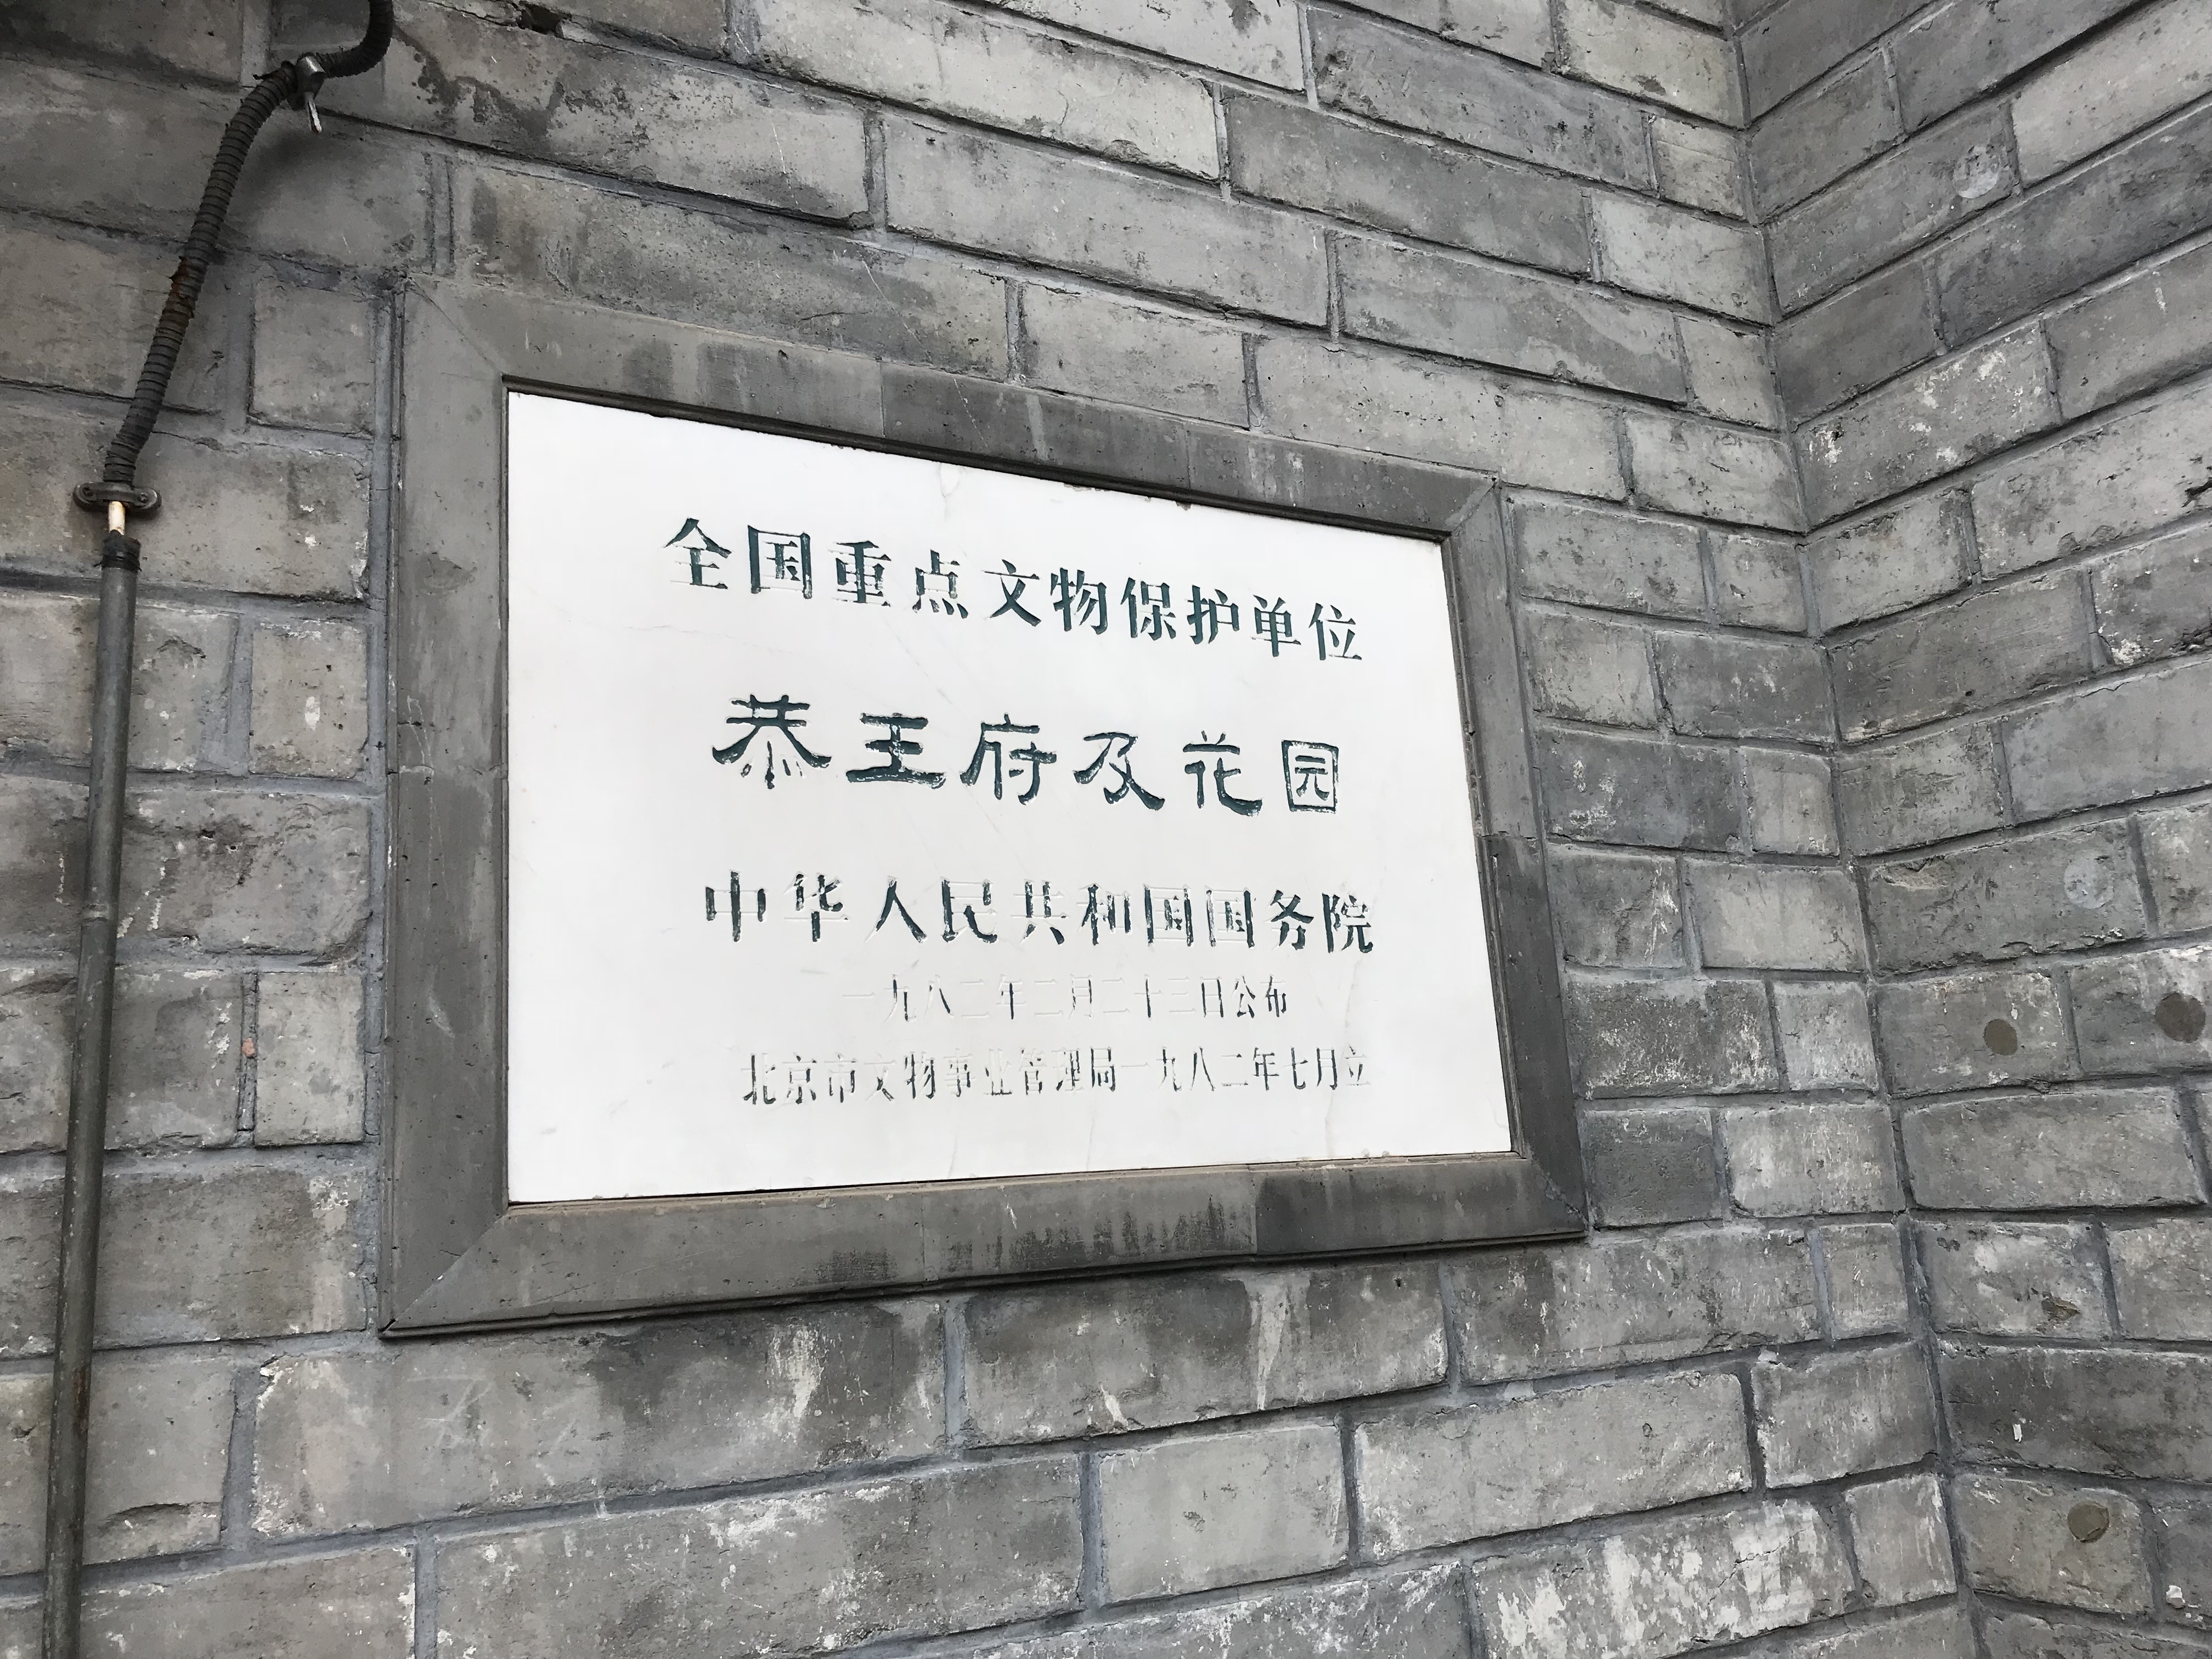 全国重点文物保护单位
恭王府及花园
中华人民共和国国务院
一九八二年二月二十三日公布
北京市文物事业管理局一九八二年七月立